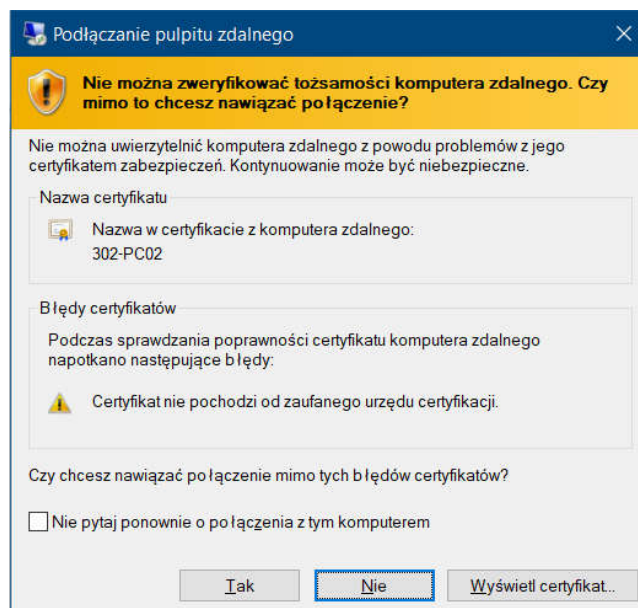 Podłączanie pulpitu zdalnego
Nie można zweryfikować tożsamości komputera zdalnego. Czy
mimo to chcesz nawiązać połączenie?
Nie można uwierzytelnić komputera zdalnego z powodu problemów z jego
certyfikatem zabezpieczeń. Kontynuowanie może być niebezpieczne.
Nazwa certyfikatu
Nazwa w certyfikacie z komputera zdalnego:
302-PC02
Błędy certyfikatów
Podczas sprawdzania poprawności certyfikatu komputera zdalnego
napotkano następujące błędy:
Certyfikat nie pochodzi od zaufanego urzędu certyfikacji.
Czy chcesz nawiązać połączenie mimo tych błędów certyfikatów?
Nie pytaj ponownie o połączenia z tym komputerem
Tak
Nie
Wyświetl certyfikat...